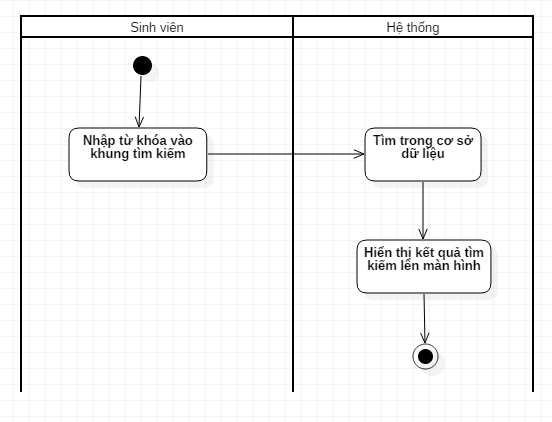 Sinh viên
Hệ thống
Nhập từ khóa vào
khung tìm kiếm
Tìm trong cơ sở
dữ liệu
Hiển thị kết quả tìm
kiếm lên màn hình